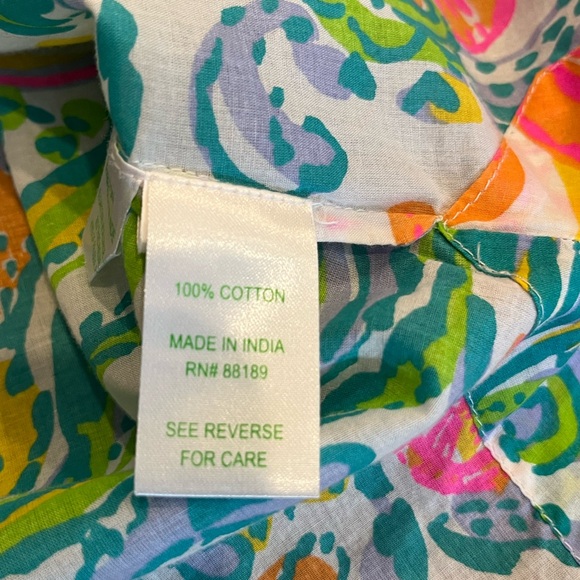 100% COTTON
MADE IN INDIA
RN# 88189
SEE REVERSE
FOR CARE